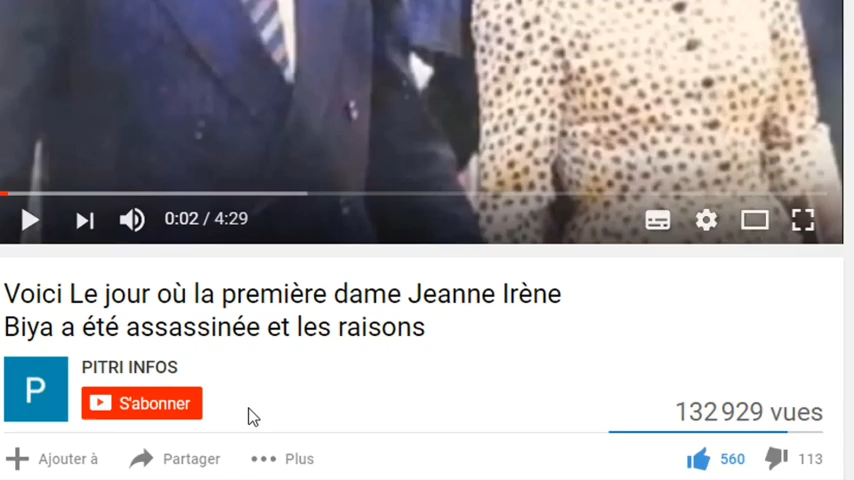 0:02 / 4:29
Voici Le jour où la première dame Jeanne Irène
Biya a été assassinée et les raisons
P
PITRI INFOS
S'abonner
132 929 vues
Ajouter à
Partager
Plus
560
113